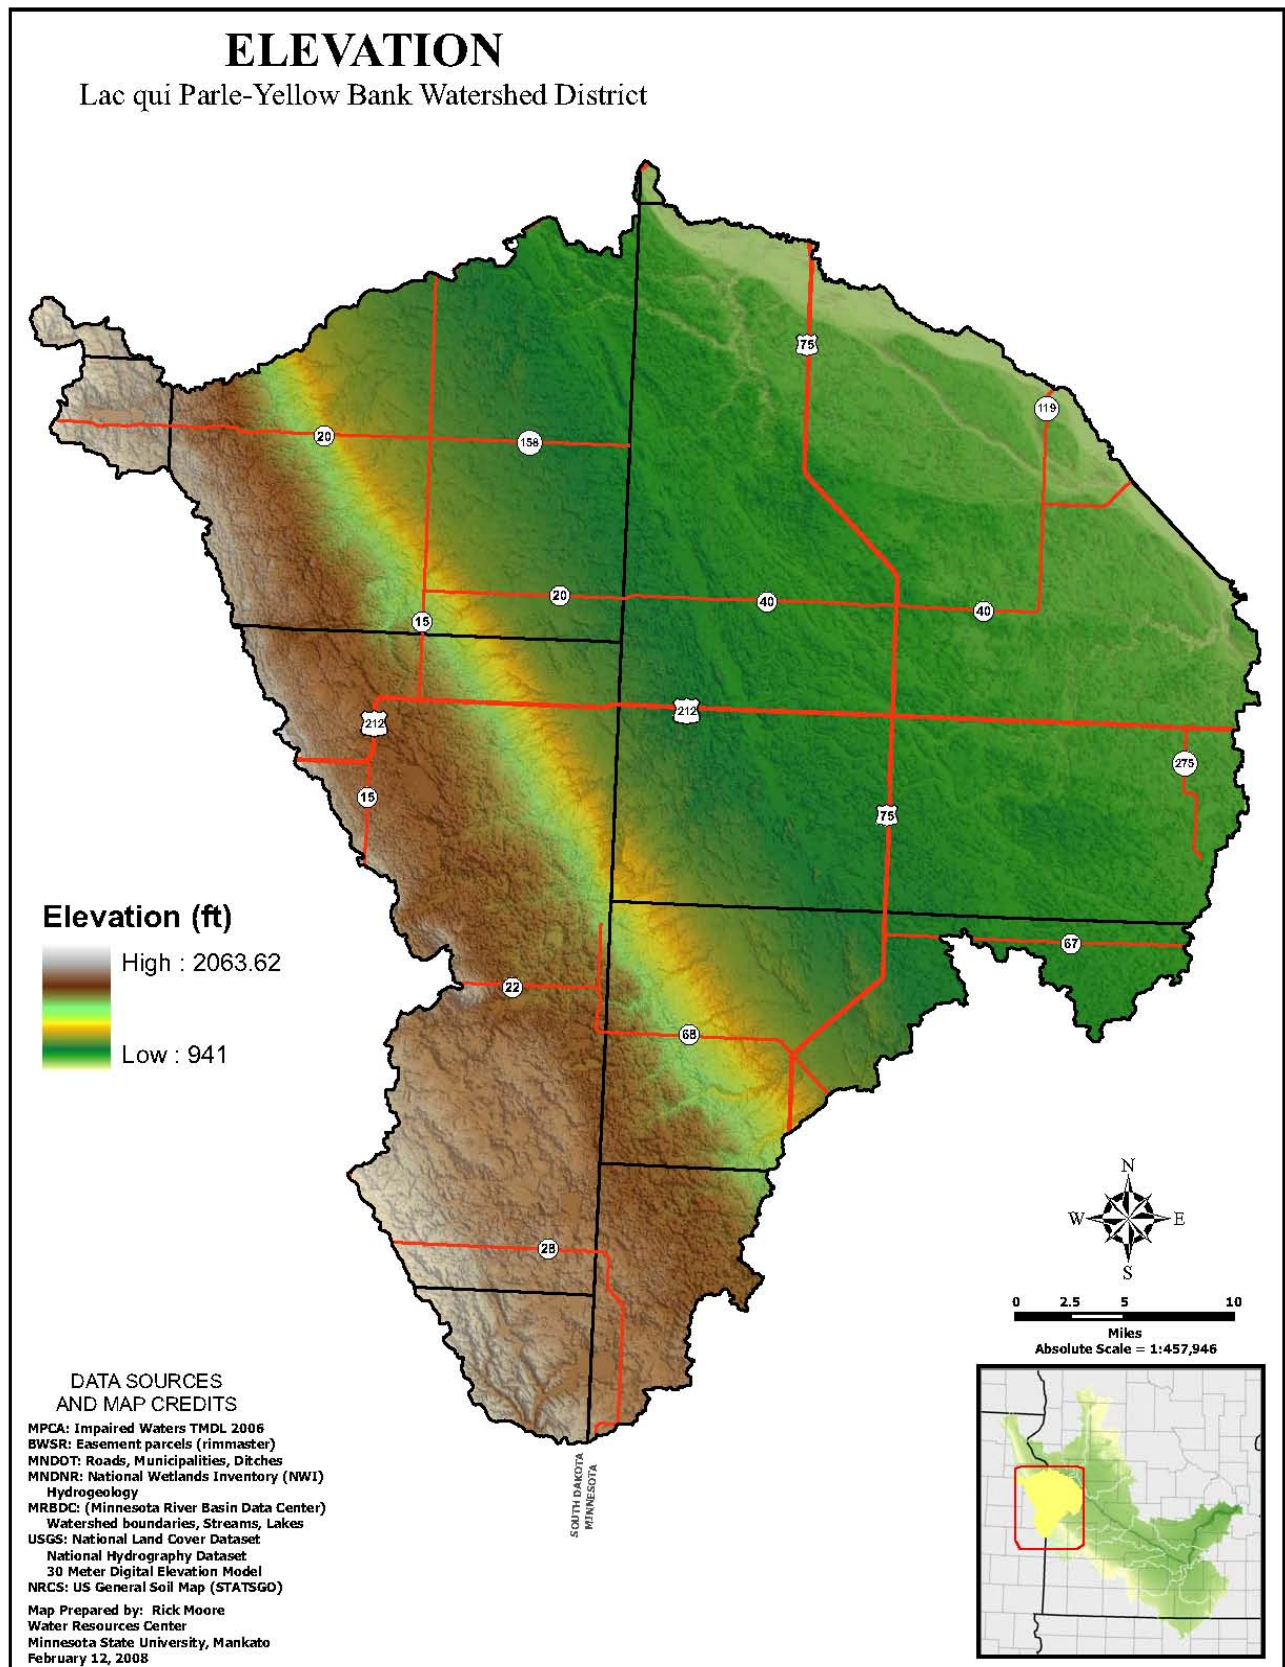 ELEVATION
Lac qui Parle-Yellow Bank Watershed District
75
119
20
158
20
40
40
15
212
212
275
15
75
67
22
68
28
Elevation (ft)
High : 2063.62
Low : 941
N
W E
S
0 2.5 5 10
Miles
Absolute Scale = 1:457,946
SOUTH DAKOTA
MINNESOTA
DATA SOURCES
AND MAP CREDITS
MPCA: Impaired Waters TMDL 2006
BWSR: Easement parcels (rimmaster)
MNDOT: Roads, Municipalities, Ditches
MNDNR: National Wetlands Inventory (NWI)
Hydrogeology
MRBDC: (Minnesota River Basin Data Center)
Watershed boundaries, Streams, Lakes
USGS: National Land Cover Dataset
National Hydrography Dataset
30 Meter Digital Elevation Model
NRCS: US General Soil Map (STATSGO)
Map Prepared by: Rick Moore
Water Resources Center
Minnesota State University, Mankato
February 12, 2008